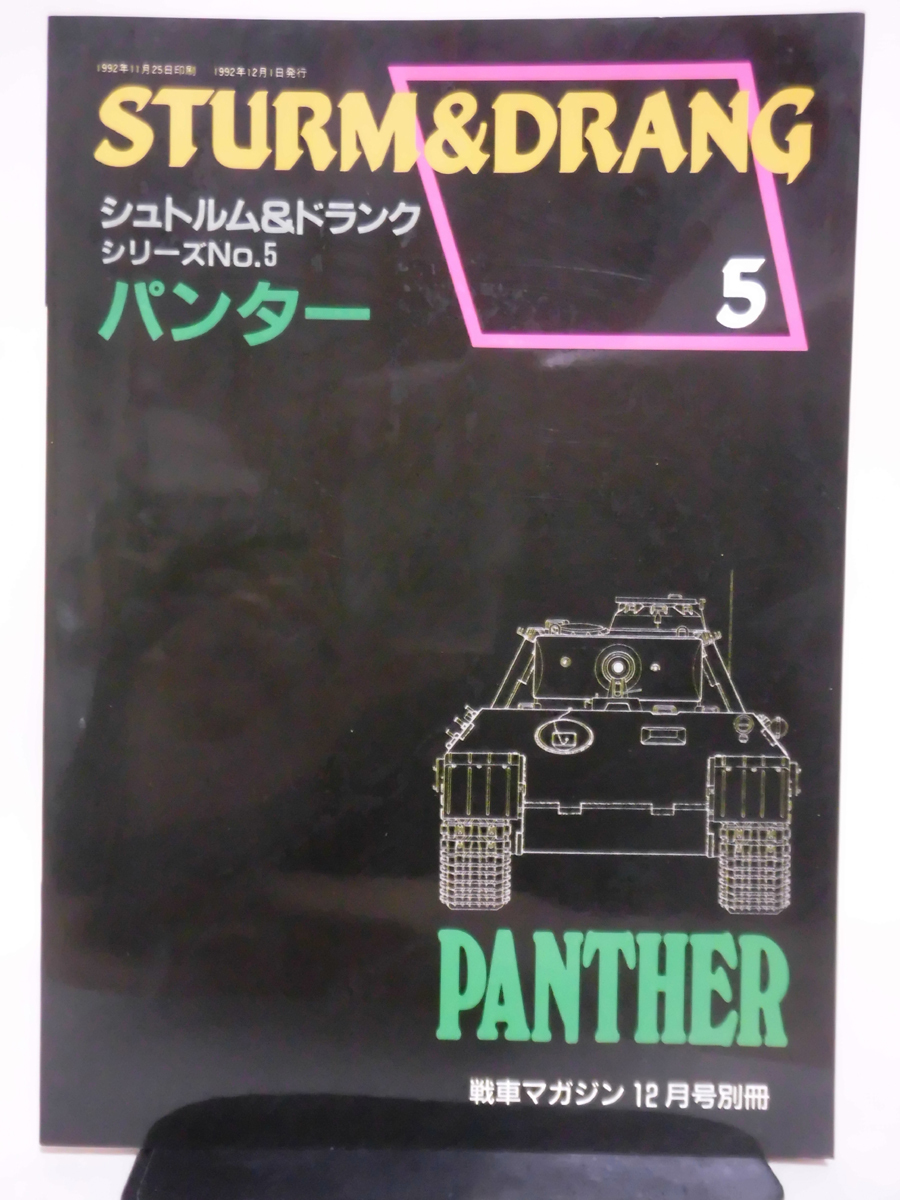 1992年11月25日印刷 1992年12月1日発行
STURM&DRANG
シュトルム&ドランク
シリーズNo.5
パンター
5
PANTHER
戦車マガジン12月号別冊